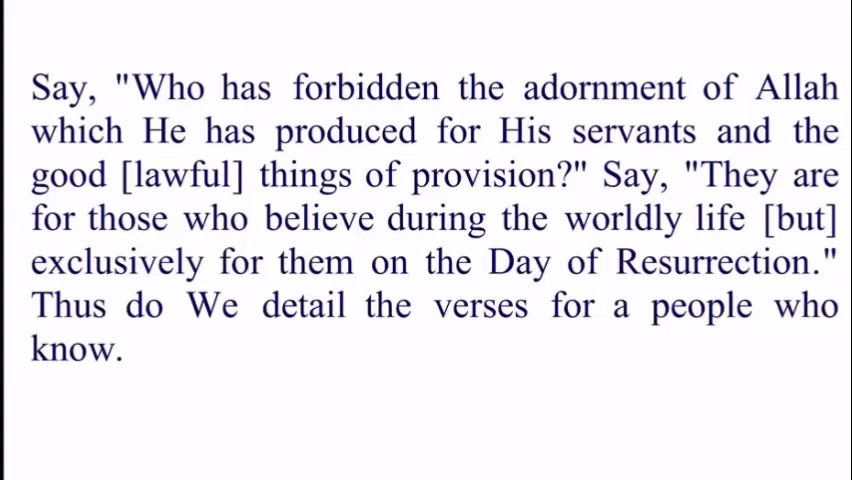 Say, "Who has forbidden the adornment of Allah
which He has produced for His servants and the
good [lawful] things of provision?" Say, "They are
for those who believe during the worldly life [but]
exclusively for them on the Day of Resurrection."
Thus do We detail the verses for a people who
know.